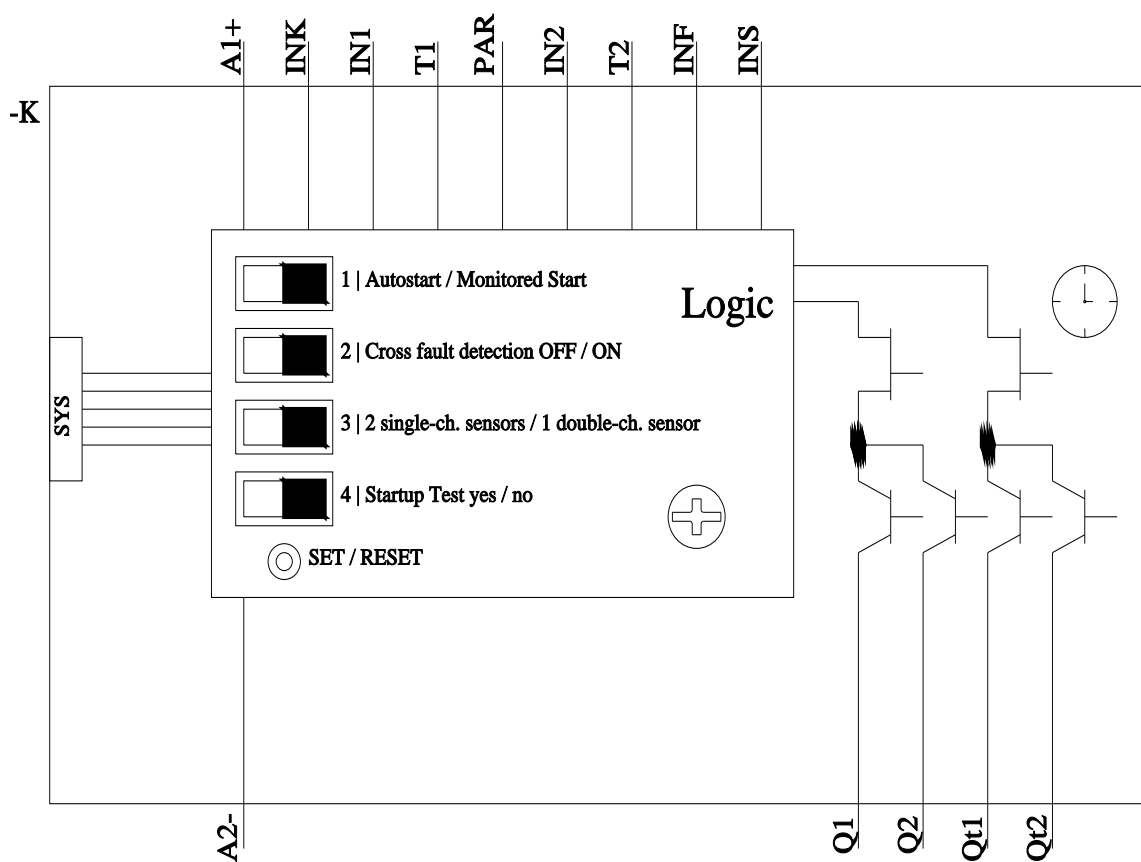 A1+
INK
IN1
T1
PAR
IN2
T2
INF
INS
-K
1 | Autostart / Monitored Start
Logic
2 | Cross fault detection OFF / ON
SYS
3 | 2 single-ch. sensors / 1 double-ch. sensor
4 | Startup Test yes / no
SET / RESET
A2-
Q1
Q2
Qt1
Qt2